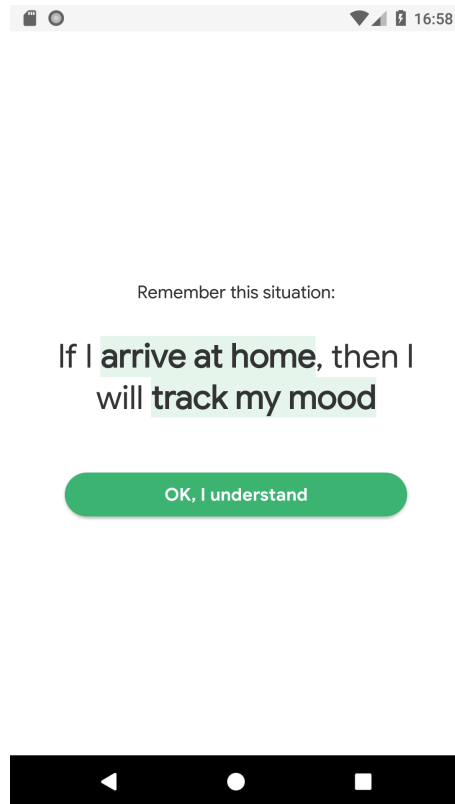 16:58
Remember this situation:
If I arrive at home, then I
will track my mood
OK, I understand